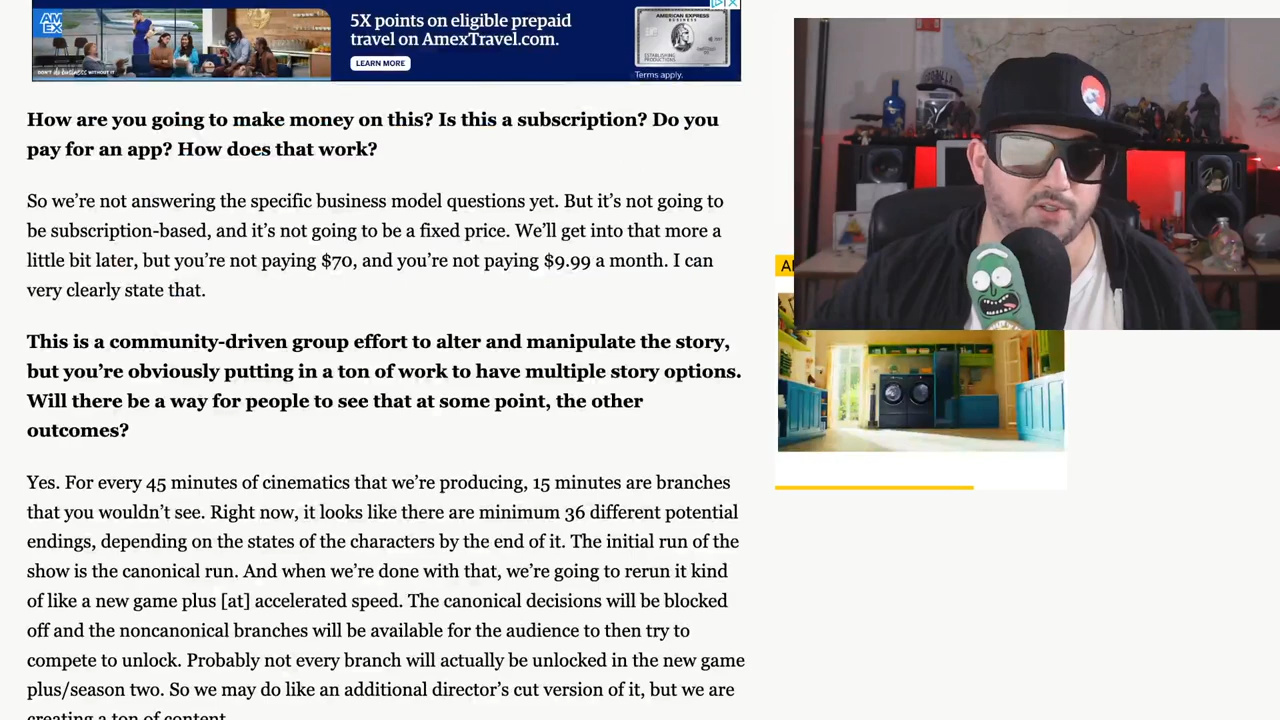 AM
EX
DON'T do business WITHOUT IT
5X points on eligible prepaid
travel on AmexTravel.com.
LEARN MORE
AMERICAN EXPRESS
BUSINESS
Terms apply.
How are you going to make money on this? Is this a subscription? Do you
pay for an app? How does that work?
So we’re not answering the specific business model questions yet. But it’s not going to
be subscription-based, and it’s not going to be a fixed price. We’ll get into that more a
little bit later, but you’re not paying $70, and you’re not paying $9.99 a month. I can
very clearly state that.
This is a community-driven group effort to alter and manipulate the story,
but you’re obviously putting in a ton of work to have multiple story options.
Will there be a way for people to see that at some point, the other
outcomes?
Yes. For every 45 minutes of cinematics that we’re producing, 15 minutes are branches
that you wouldn’t see. Right now, it looks like there are minimum 36 different potential
endings, depending on the states of the characters by the end of it. The initial run of the
show is the canonical run. And when we’re done with that, we’re going to rerun it kind
of like a new game plus [at] accelerated speed. The canonical decisions will be blocked
off and the noncanonical branches will be available for the audience to then try to
compete to unlock. Probably not every branch will actually be unlocked in the new game
plus/season two. So we may do like an additional director’s cut version of it, but we are
creating a ton of content.